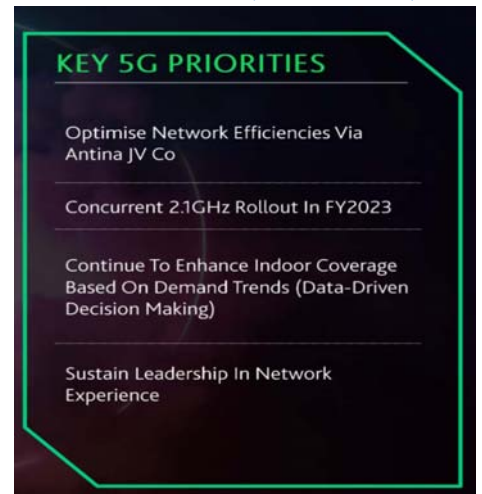 KEY 5G PRIORITIES
Optimise Network Efficiencies Via
Antina JV Co
Concurrent 2.1GHz Rollout In FY2023
Continue To Enhance Indoor Coverage
Based On Demand Trends (Data-Driven
Decision Making)
Sustain Leadership In Network
Experience